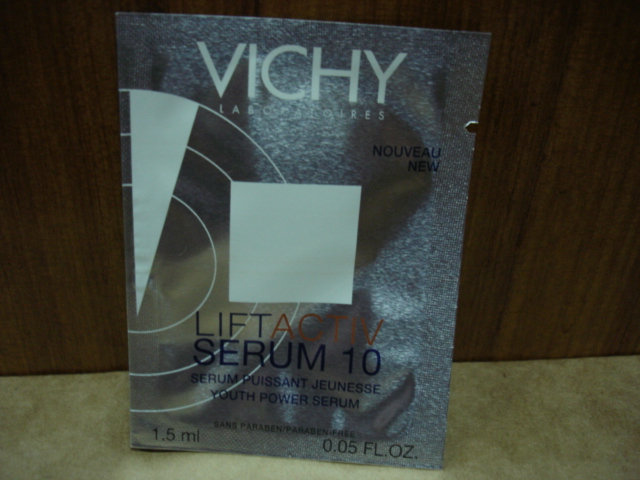 VICHY
LABORATOIRES
NOUVEAU
NEW
LIFTACTIV
SERUM 10
SERUM PUISSANT JEUNESSE
YOUTH POWER SERUM
SANS PARABEN/PARABEN-FREE
1.5 ml 0.05 FL.OZ.